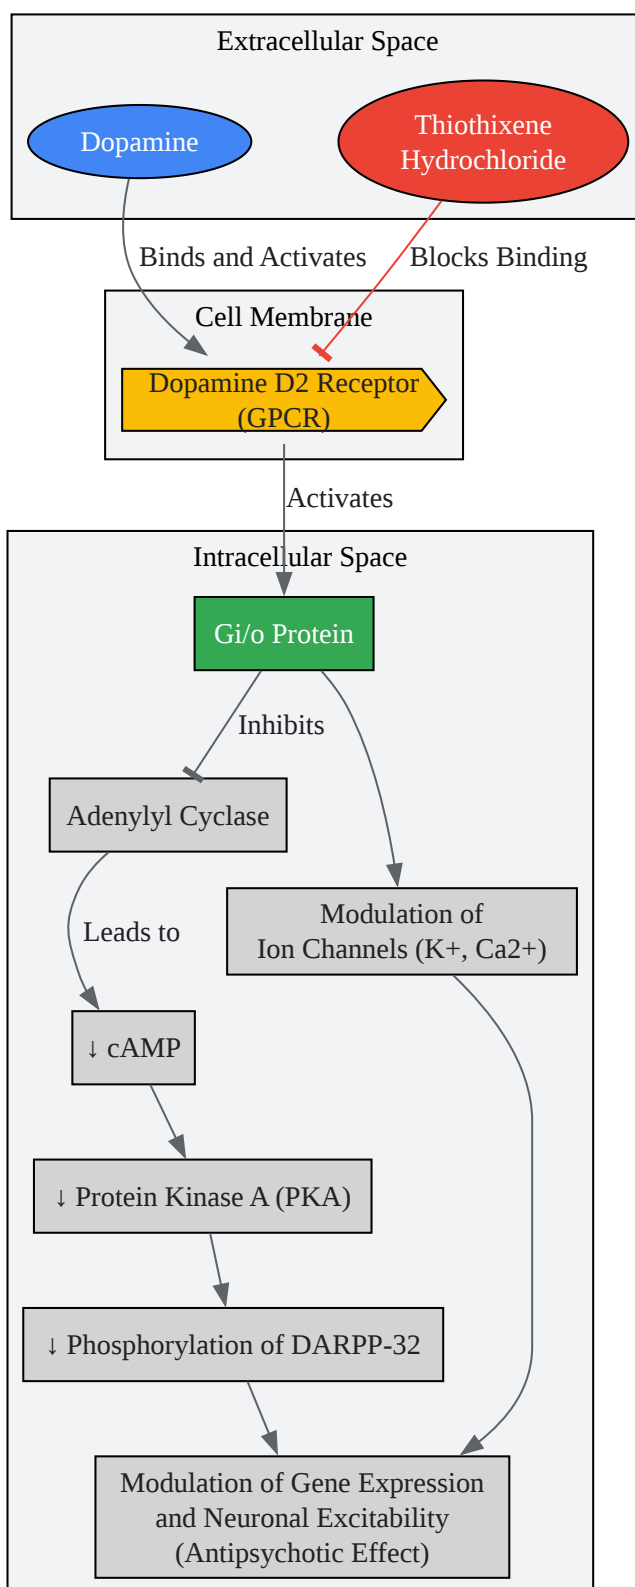 Extracellular Space
Dopamine
Thiothixene
Hydrochloride
Binds and Activates
Blocks Binding
Cell Membrane
Dopamine D2 Receptor
(GPCR)
Activates
Intracellular Space
Gi/o Protein
Inhibits
Adenylyl Cyclase
Modulation of
Ion Channels (K+, Ca2+)
Leads to
↓ cAMP
↓ Protein Kinase A (PKA)
↓ Phosphorylation of DARPP-32
Modulation of Gene Expression
and Neuronal Excitability
(Antipsychotic Effect)